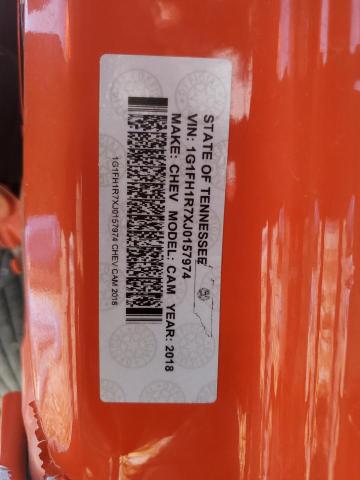 STATE OF TENNESSEE
VIN: 1G1FH1R7XJ0157974
MAKE: CHEV MODEL: CAM YEAR: 2018
1G1FH1R7XJ0157974 CHEV CAM 2018